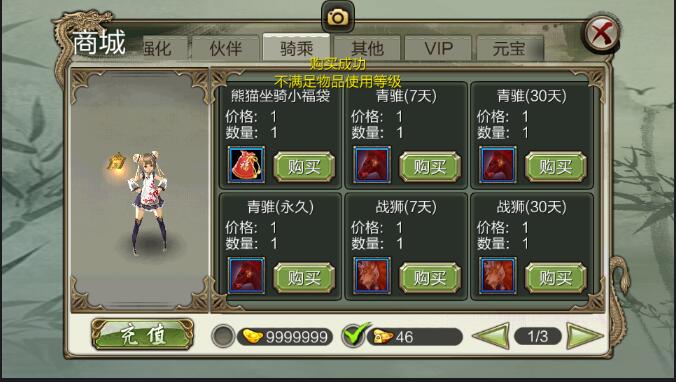 商城
强化 伙伴 骑乘 其他 VIP 元宝
购买成功
不满足物品使用等级
熊猫坐骑小福袋
价格: 1
数量: 1
购买
青骓(7天)
价格: 1
数量: 1
购买
青骓(30天)
价格: 1
数量: 1
购买
青骓(永久)
价格: 1
数量: 1
购买
战狮(7天)
价格: 1
数量: 1
购买
战狮(30天)
价格: 1
数量: 1
购买
充值
9999999
46
1/3